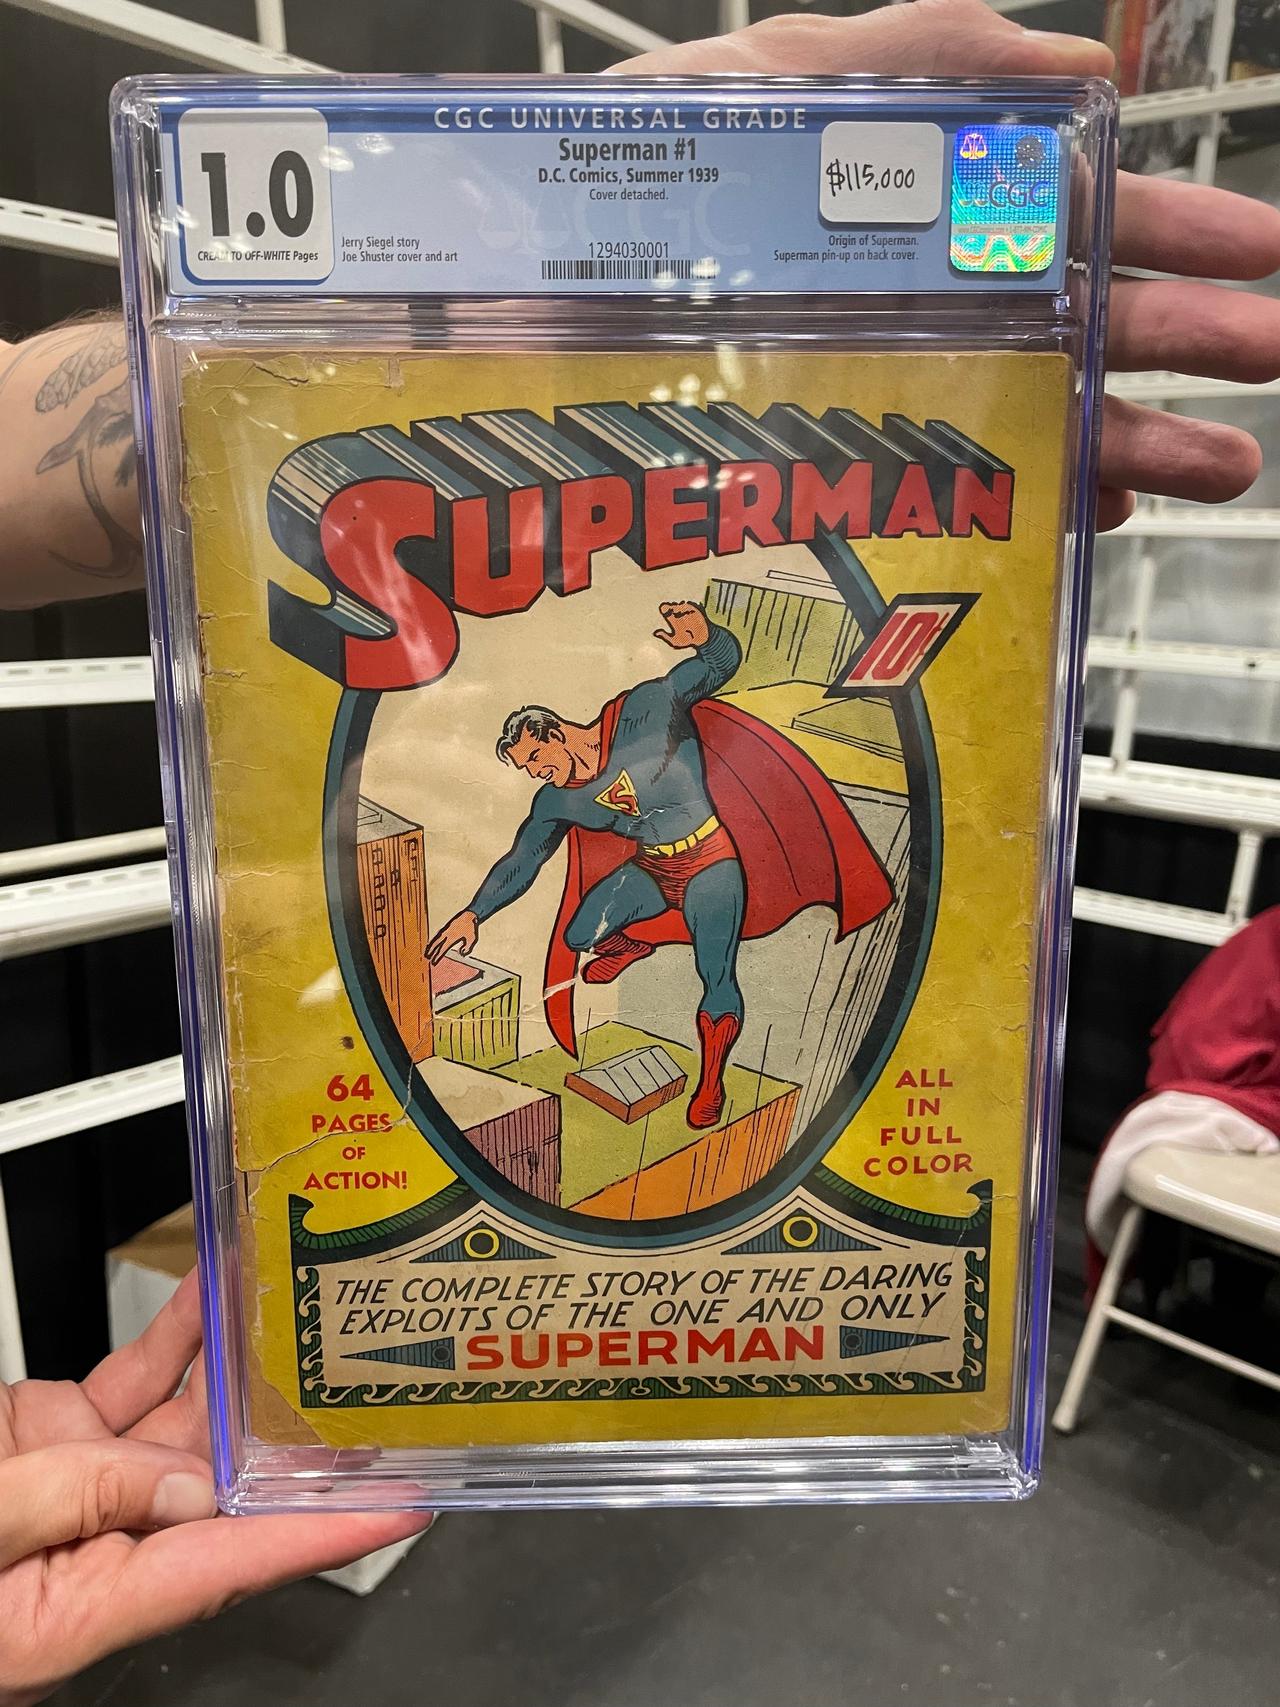 CGC UNIVERSAL GRADE
1.0
CREAM TO OFF-WHITE Pages
Superman #1
D.C. Comics, Summer 1939
Cover detached.
Jerry Siegel story
Joe Shuster cover and art
1294030001
$115,000
Origin of Superman.
Superman pin-up on back cover.
CGC
SUPERMAN
10¢
S
64
PAGES
OF
ACTION!
ALL
IN
FULL
COLOR
THE COMPLETE STORY OF THE DARING
EXPLOITS OF THE ONE AND ONLY
SUPERMAN